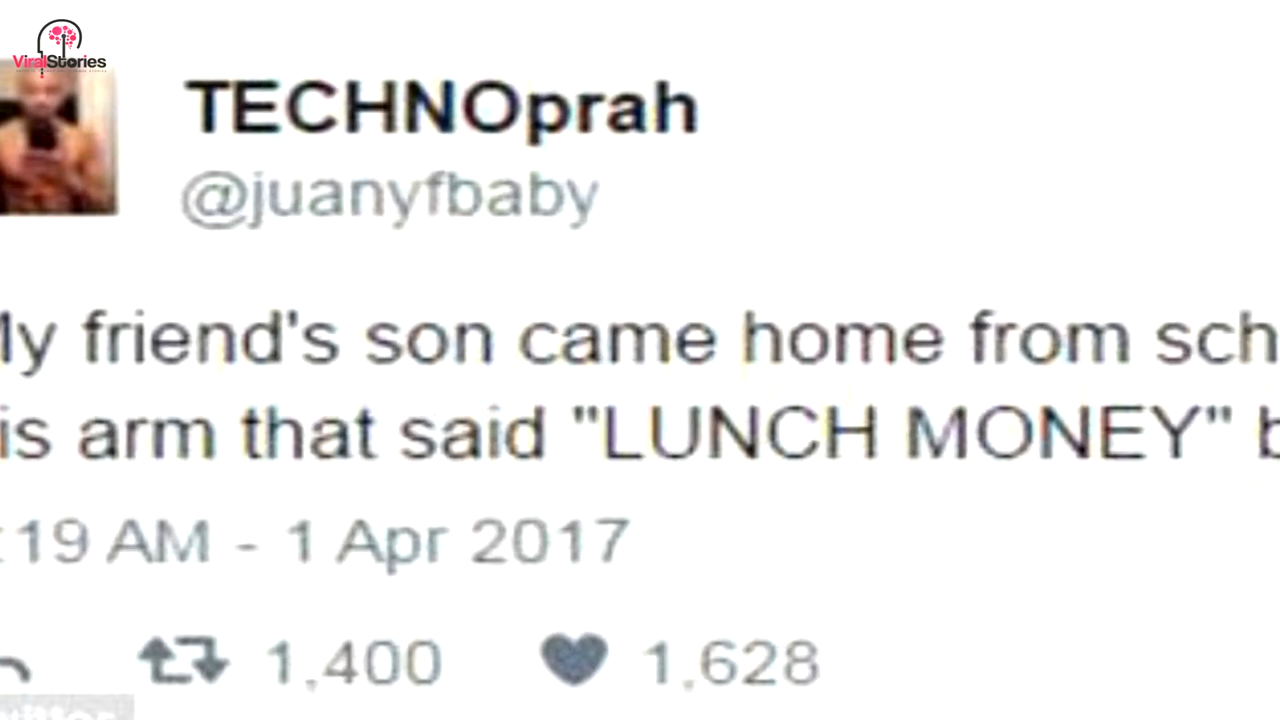 ViralStories
TECHNOprah
@juanyfbaby
My friend's son came home from sch
is arm that said "LUNCH MONEY" b
:19 AM - 1 Apr 2017
1,400 1,628